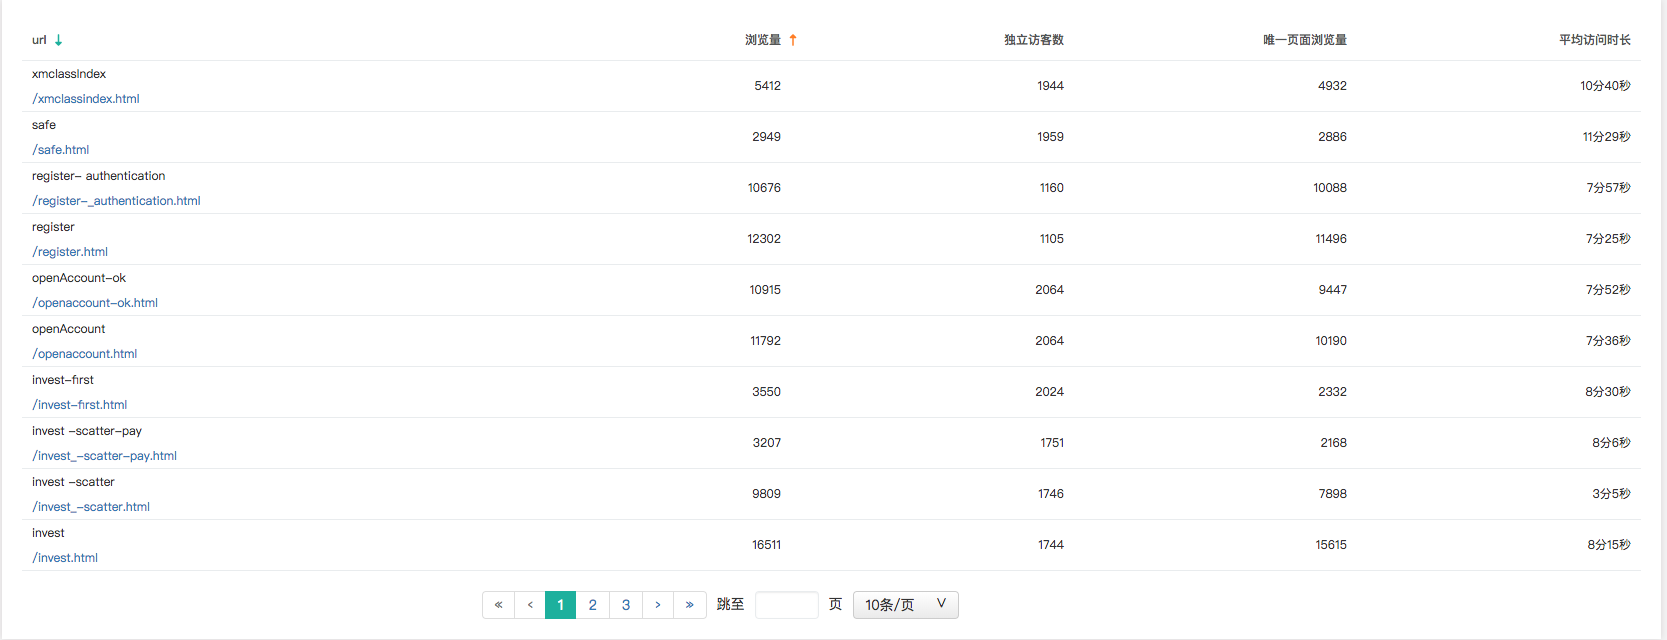 url ↓ 浏览量 ↑ 独立访客数 唯一页面浏览量 平均访问时长
xmclassIndex
/xmclassindex.html 5412 1944 4932 10分40秒
safe
/safe.html 2949 1959 2886 11分29秒
register- authentication
/register-_authentication.html 10676 1160 10088 7分57秒
register
/register.html 12302 1105 11496 7分25秒
openAccount-ok
/openaccount-ok.html 10915 2064 9447 7分52秒
openAccount
/openaccount.html 11792 2064 10190 7分36秒
invest-first
/invest-first.html 3550 2024 2332 8分30秒
invest -scatter-pay
/invest_-scatter-pay.html 3207 1751 2168 8分6秒
invest -scatter
/invest_-scatter.html 9809 1746 7898 3分5秒
invest
/invest.html 16511 1744 15615 8分15秒
« ‹ 1 2 3 › » 跳至 页 10条/页 V